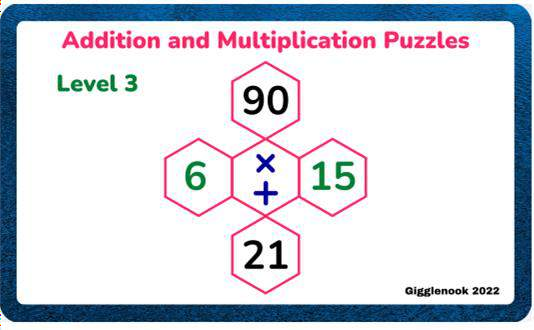 Addition and Multiplication Puzzles
Level 3
90
6 × 15
+
21
Gigglenook 2022